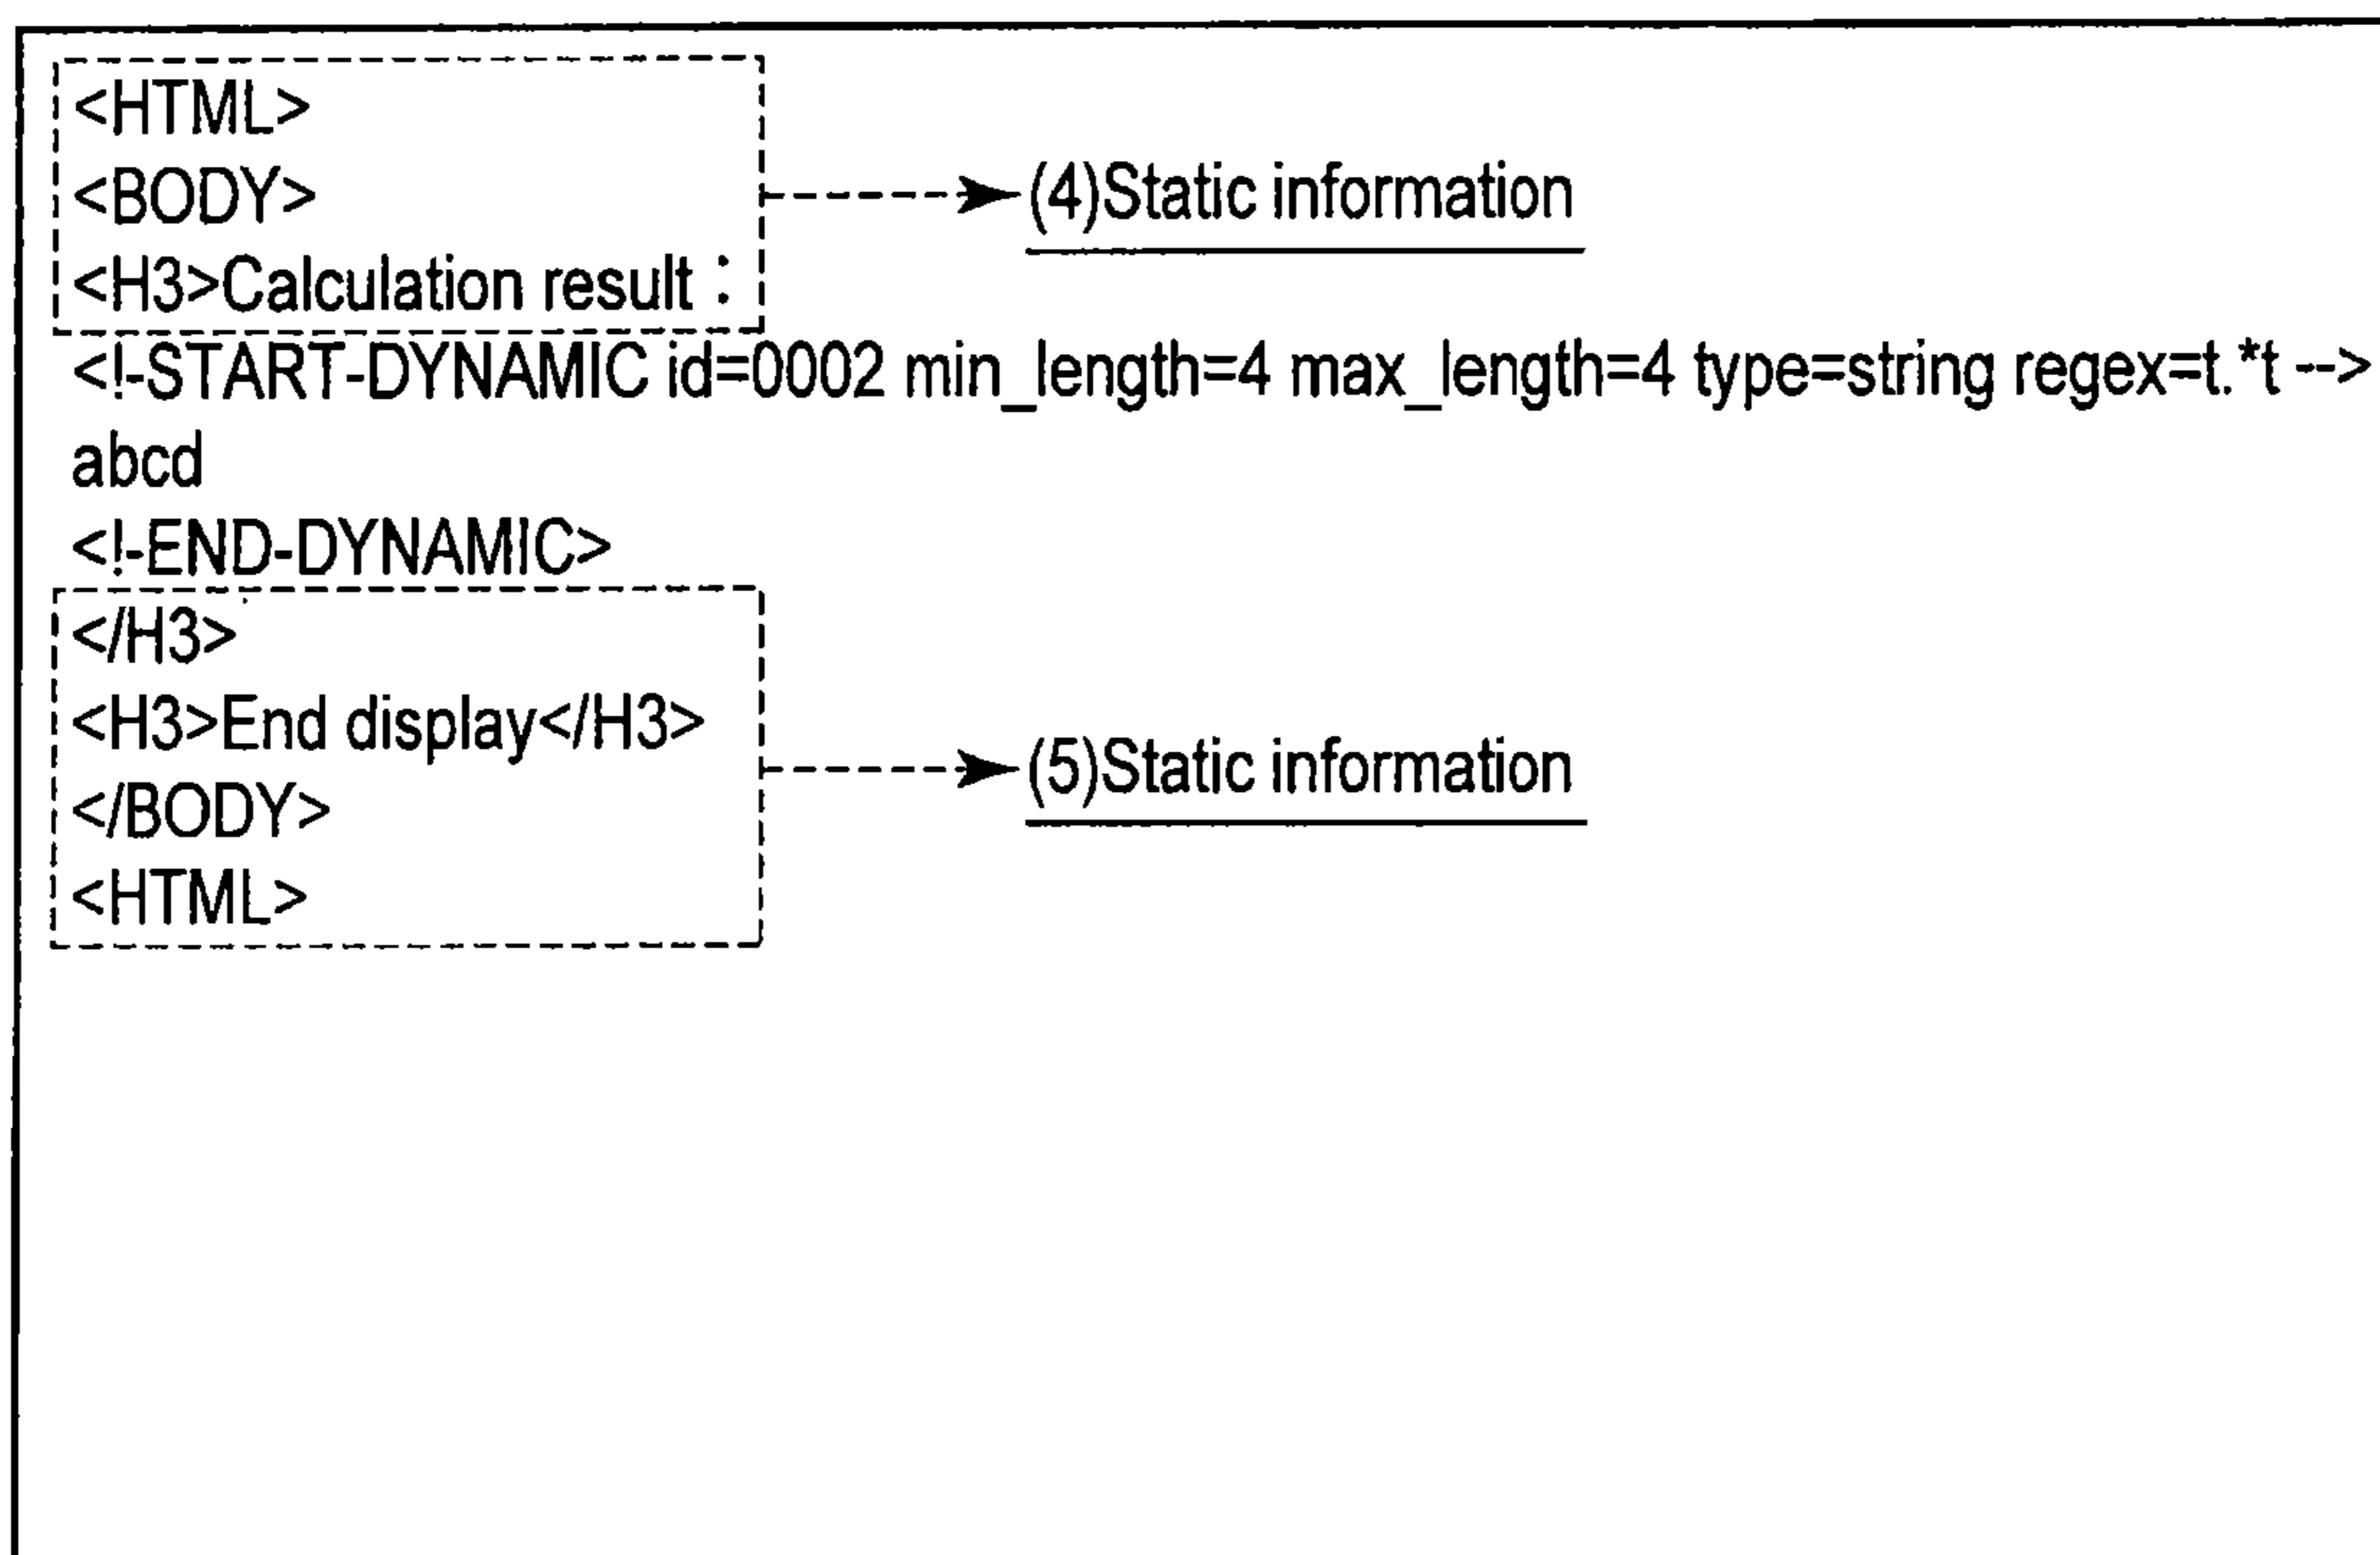 <HTML>
<BODY>
(4)Static information
<H3>Calculation result :
<!-START-DYNAMIC id=0002 min_length=4 max_length=4 type=string regex=t.*t -->
abcd
<!-END-DYNAMIC>
</H3>
<H3>End display</H3>
(5)Static information
</BODY>
<HTML>